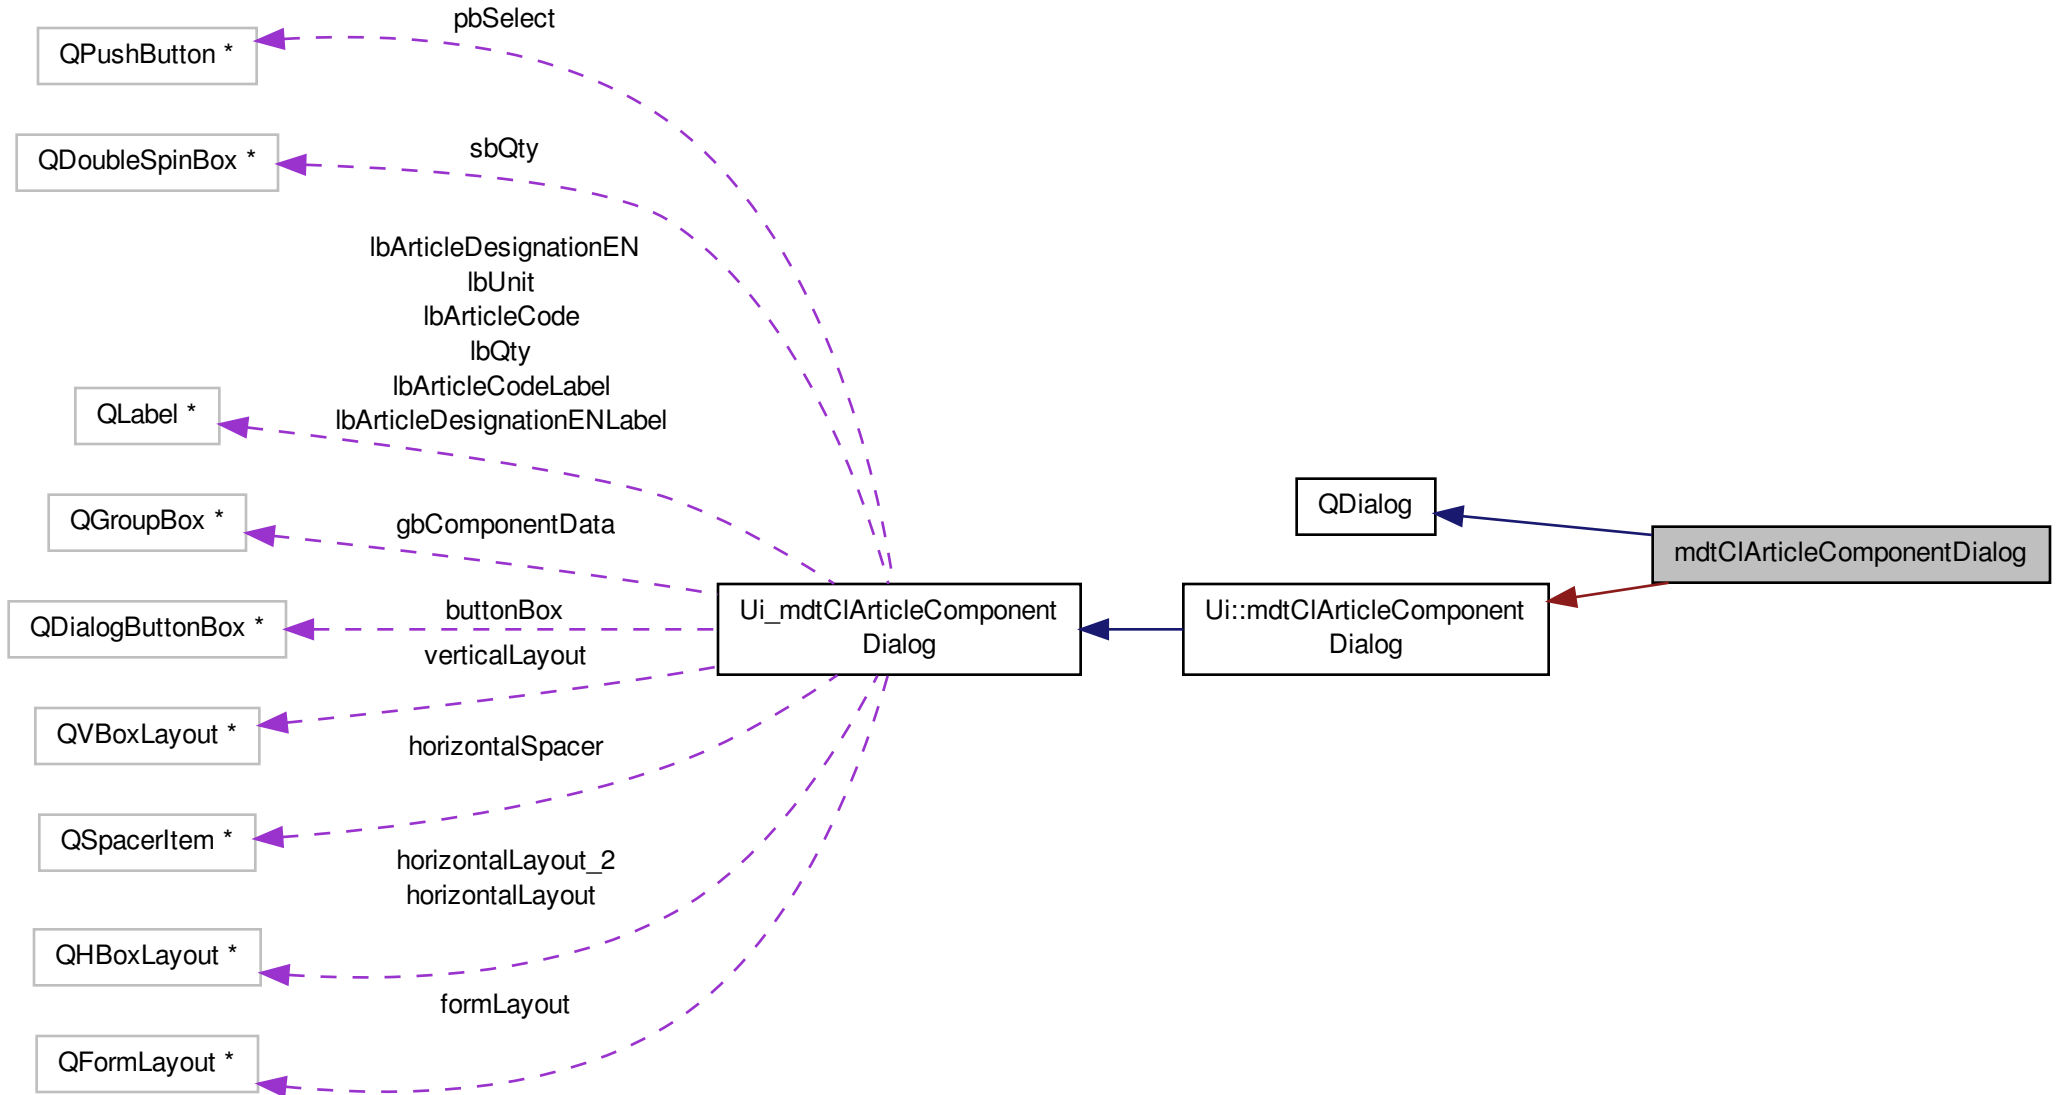 pbSelect
QPushButton *
sbQty
QDoubleSpinBox *
lbArticleDesignationEN
lbUnit
lbArticleCode
lbQty
lbArticleCodeLabel
lbArticleDesignationENLabel
QLabel *
QGroupBox *
gbComponentData
QDialogButtonBox *
buttonBox
verticalLayout
QVBoxLayout *
horizontalSpacer
QSpacerItem *
horizontalLayout_2
horizontalLayout
QHBoxLayout *
formLayout
QFormLayout *
Ui_mdtClArticleComponent
Dialog
Ui::mdtClArticleComponent
Dialog
QDialog
mdtClArticleComponentDialog